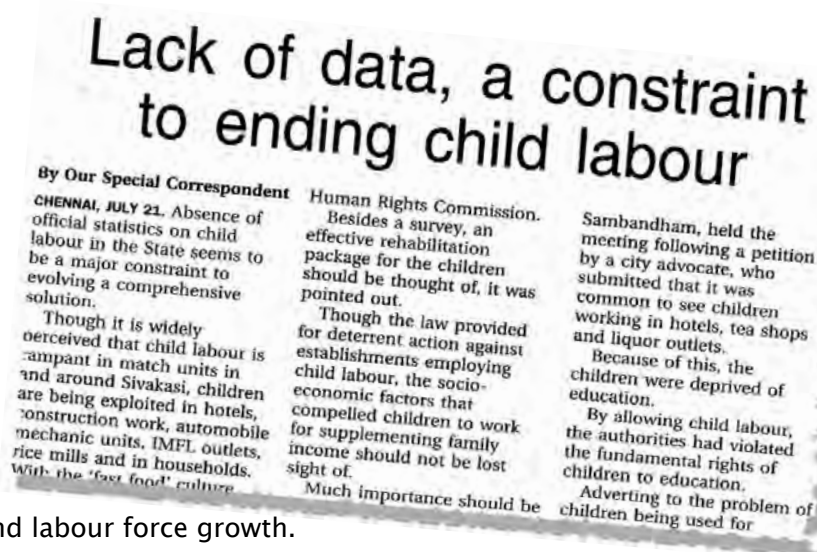 Lack of data, a constraint
to ending child labour
By Our Special Correspondent
CHENNAI, JULY 21. Absence of
official statistics on child
labour in the State seems to
be a major constraint to
evolving a comprehensive
solution.
Though it is widely
perceived that child labour is
rampant in match units in
and around Sivakasi, children
are being exploited in hotels,
construction work, automobile
mechanic units, IMFL outlets,
rice mills and in households.
With the 'fast food' culture
Human Rights Commission.
Besides a survey, an
effective rehabilitation
package for the children
should be thought of, it was
pointed out.
Though the law provided
for deterrent action against
establishments employing
child labour, the socio-
economic factors that
compelled children to work
for supplementing family
income should not be lost
sight of.
Much importance should be
Sambandham, held the
meeting following a petition
by a city advocate, who
submitted that it was
common to see children
working in hotels, tea shops
and liquor outlets.
Because of this, the
children were deprived of
education.
By allowing child labour,
the authorities had violated
the fundamental rights of
children to education.
Adverting to the problem of
children being used for
nd labour force growth.